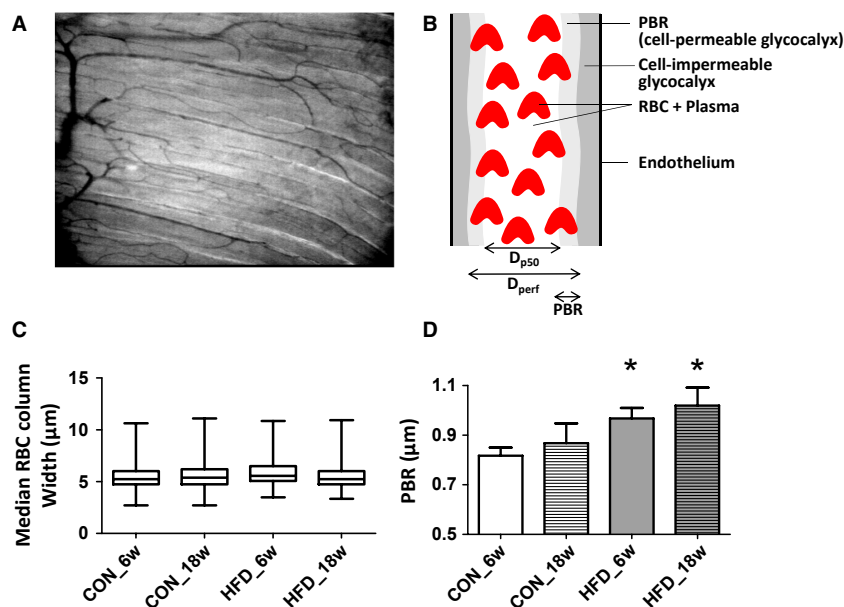 A
B
PBR
(cell-permeable glycocalyx)
Cell-impermeable
glycocalyx
RBC + Plasma
Endothelium
Dp50
Dperf
PBR
C
Median RBC column
Width (μm)
15
10
5
0
CON_6w
CON_18w
HFD_6w
HFD_18w
D
PBR (μm)
1.1
0.9
0.7
0.5
*
*
CON_6w
CON_18w
HFD_6w
HFD_18w